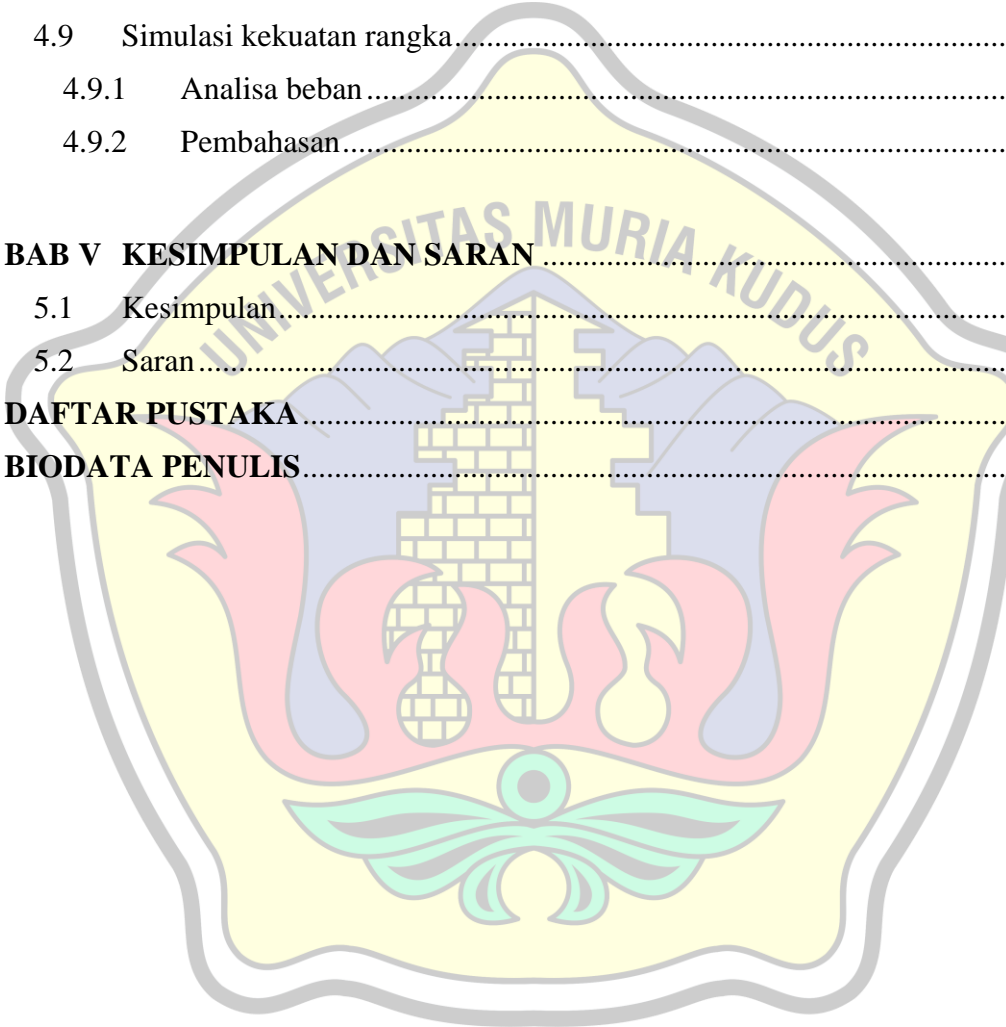 4.9 Simulasi kekuatan rangka......................................................................
4.9.1 Analisa beban.................................................................................
4.9.2 Pembahasan....................................................................................
UNIVERSITAS MURIA KUDUS
BAB V KESIMPULAN DAN SARAN..........................................................
5.1 Kesimpulan...........................................................................................
5.2 Saran.....................................................................................................
DAFTAR PUSTAKA.......................................................................................
BIODATA PENULIS.......................................................................................